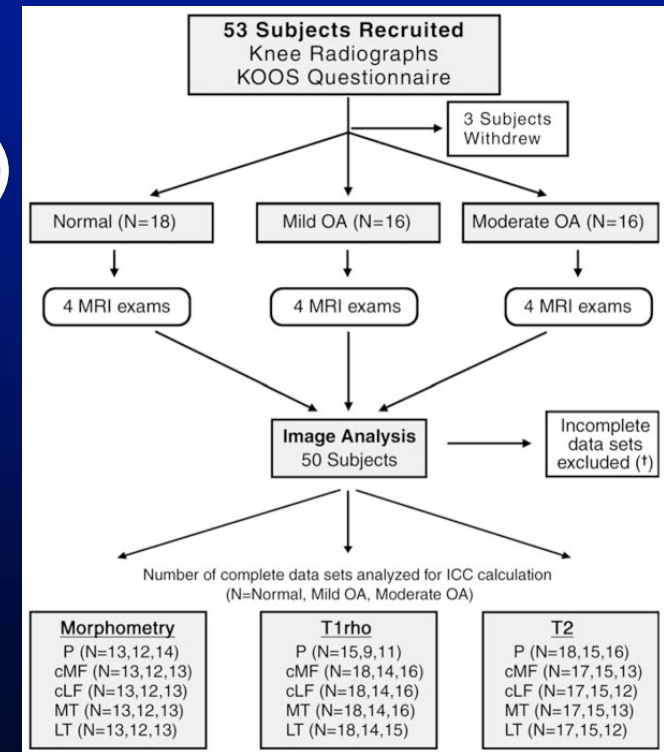 53 Subjects Recruited
Knee Radiographs
KOOS Questionnaire
3 Subjects
Withdrew
Normal (N=18)
Mild OA (N=16)
Moderate OA (N=16)
4 MRI exams
4 MRI exams
4 MRI exams
Image Analysis
50 Subjects
Incomplete
data sets
excluded (†)
Number of complete data sets analyzed for ICC calculation
(N=Normal, Mild OA, Moderate OA)
Morphometry
P (N=13,12,14)
cMF (N=13,12,13)
cLF (N=13,12,13)
MT (N=13,12,13)
LT (N=13,12,13)
T1rho
P (N=15,9,11)
cMF (N=18,14,16)
cLF (N=18,14,16)
MT (N=18,14,16)
LT (N=18,14,15)
T2
P (N=18,15,16)
cMF (N=17,15,13)
cLF (N=17,15,12)
MT (N=17,15,13)
LT (N=17,15,12)